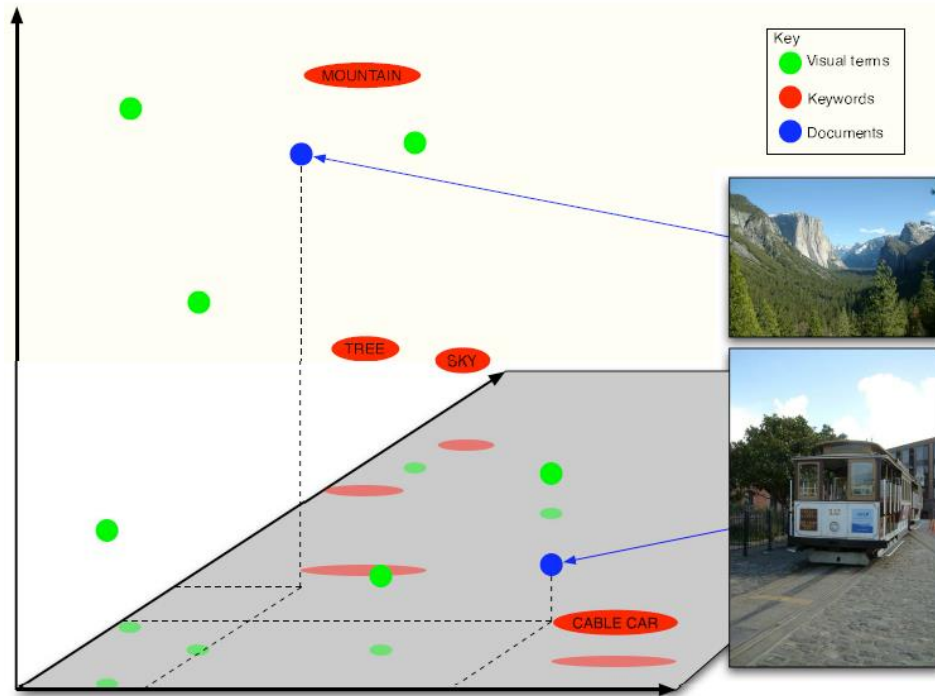 Key
Visual terms
Keywords
Documents
MOUNTAIN
TREE
SKY
CABLE CAR